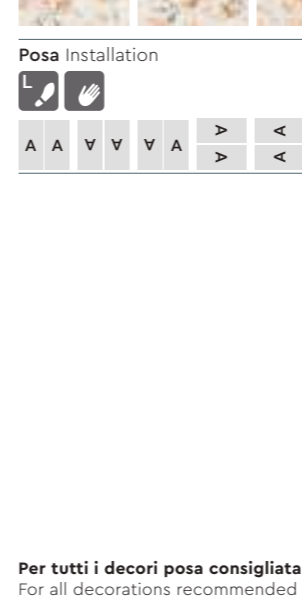 Posa Installation
L
A A ∀ ∀ ∀ A ᗒ ᗕ
ᗒ ᗕ
Per tutti i decori posa consigliata
For all decorations recommended